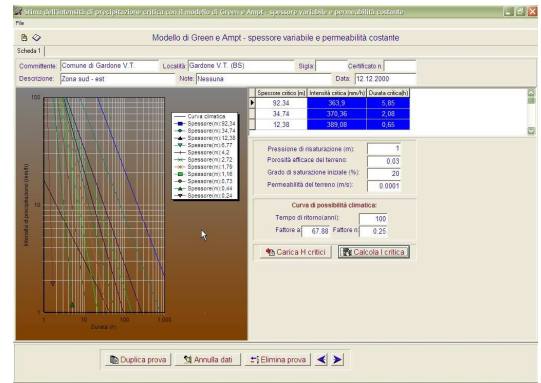 Stima dell'intensità di precipitazione critica con il modello di Green e Ampt - spessore variabile e permeabilità costante
File
Modello di Green e Ampt - spessore variabile e permeabilità costante
Scheda 1
Committente: Comune di Gardone V.T. Località: Gardone V.T. (BS) Sigla: Certificato n.
Descrizione: Zona sud - est Note: Nessuna Data: 12.12.2000
Spessore critico (m) Intensità critica (mm/h) Durata critica(h)
92,34 363,9 5,85
34,74 370,36 2,08
12,38 389,08 0,65
100
10
1
Intensità di precipitazione (mm/h)
1 10 100 1.000
Durata (h)
Curva climatica
Spessore(m):92,34
Spessore(m):34,74
Spessore(m):12,38
Spessore(m):6,77
Spessore(m):4,2
Spessore(m):2,72
Spessore(m):1,79
Spessore(m):1,16
Spessore(m):0,73
Spessore(m):0,44
Spessore(m):0,24
Pressione di risaturazione (m): 1
Porosità efficace del terreno: 0.03
Grado di saturazione iniziale (%): 20
Permeabilità del terreno (m/s): 0.0001
Curva di possibilità climatica:
Tempo di ritorno(anni): 100
Fattore a: 67.88 Fattore n: 0.25
Carica H critici Calcola I critica
Duplica prova Annulla dati Elimina prova